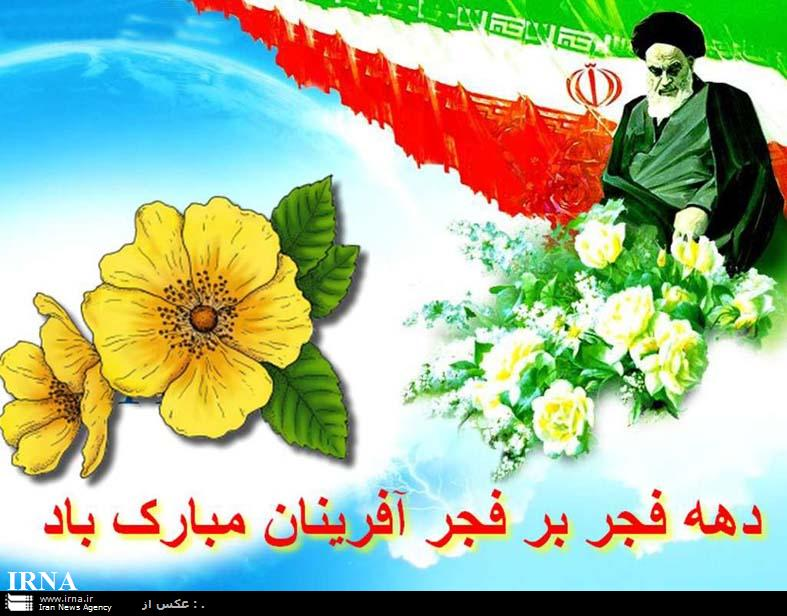 دهه فجر بر فجر آفرینان مبارک باد
IRNA
www.irna.ir
Iran News Agency
عکس از : .